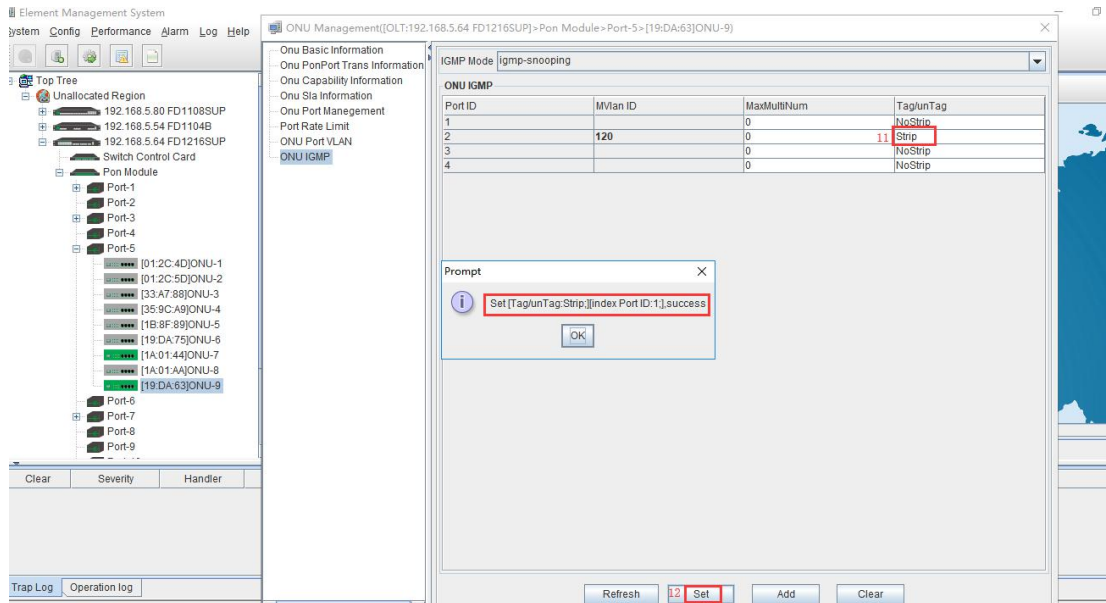 Element Management System
System Config Performance Alarm Log Help
Top Tree
Unallocated Region
192.168.5.80 FD1108SUP
192.168.5.54 FD1104B
192.168.5.64 FD1216SUP
Switch Control Card
Pon Module
Port-1
Port-2
Port-3
Port-4
Port-5
[01:2C:4D]ONU-1
[01:2C:5D]ONU-2
[33:A7:88]ONU-3
[35:9C:A9]ONU-4
[1B:8F:89]ONU-5
[19:DA:75]ONU-6
[1A:01:44]ONU-7
[1A:01:AA]ONU-8
[19:DA:63]ONU-9
Port-6
Port-7
Port-8
Port-9
Clear Severity Handler
Trap Log Operation log
ONU Management([OLT:192.168.5.64 FD1216SUP]>Pon Module>Port-5>[19:DA:63]ONU-9)
Onu Basic Information
Onu PonPort Trans Information
Onu Capability Information
Onu Sla Information
Onu Port Management
Port Rate Limit
ONU Port VLAN
ONU IGMP
IGMP Mode igmp-snooping
ONU IGMP
Port ID MVlan ID MaxMultiNum Tag/unTag
1 0 NoStrip
2 120 0 11 Strip
3 0 NoStrip
4 0 NoStrip
Prompt
Set [Tag/unTag:Strip;][index Port ID:1;],success
OK
Refresh 12 Set Add Clear